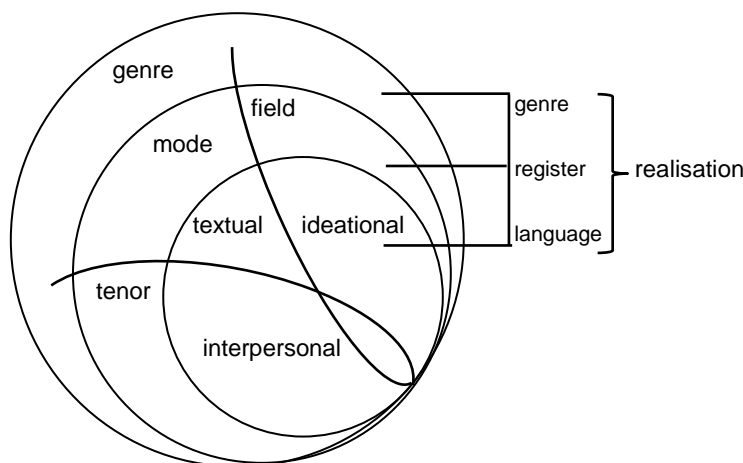 genre
field
mode
textual
ideational
tenor
interpersonal
genre
register
language
realisation